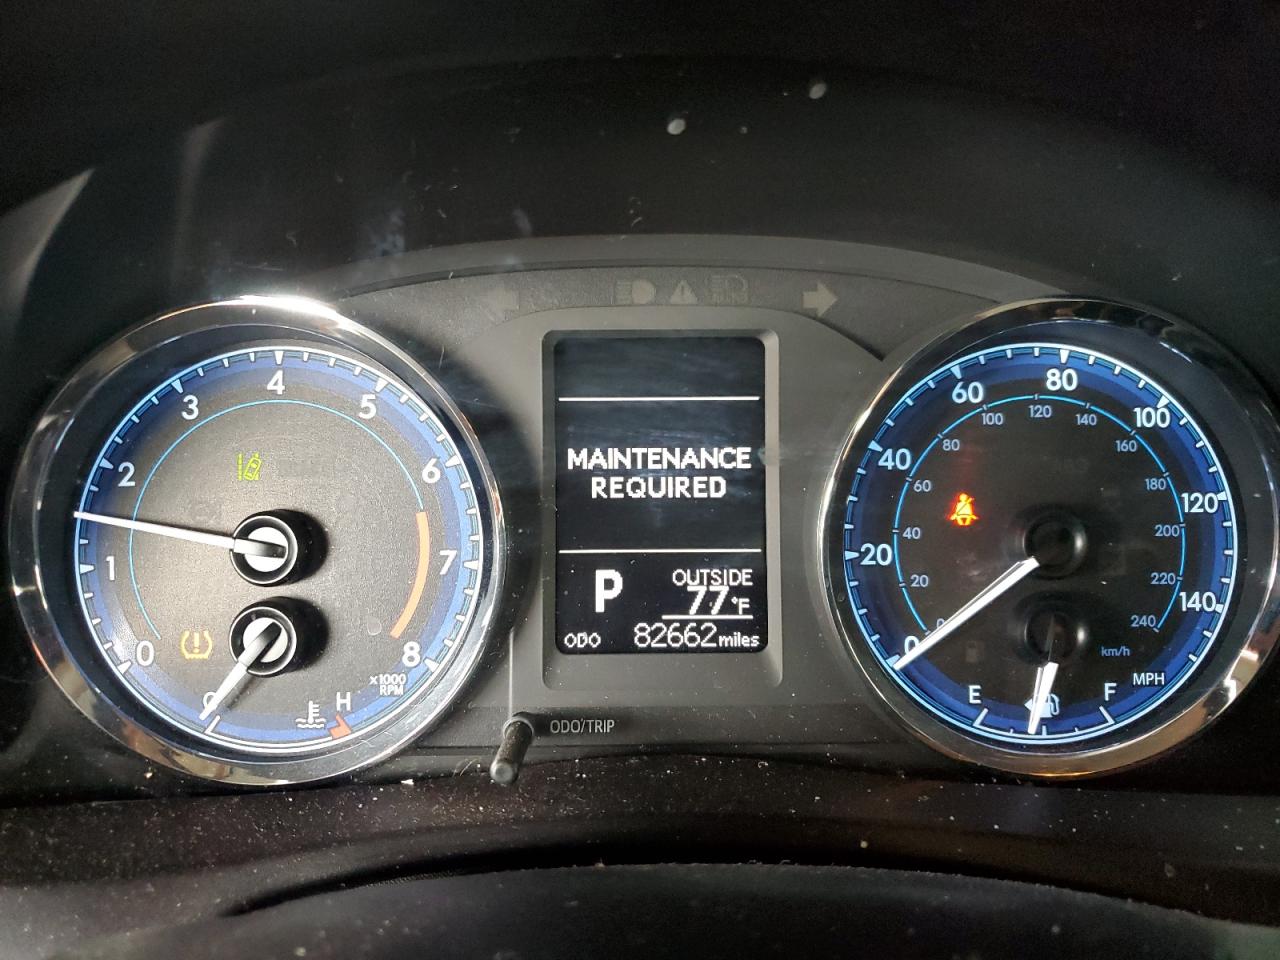 0
1
2
3
4
5
6
7
8
x1000
RPM
C
H
MAINTENANCE
REQUIRED
P
OUTSIDE
77°F
ODO 82662 miles
ODO/TRIP
0
20
40
60
80
100
120
140
MPH
0
20
40
60
80
100
120
140
160
180
200
220
240
km/h
E
F